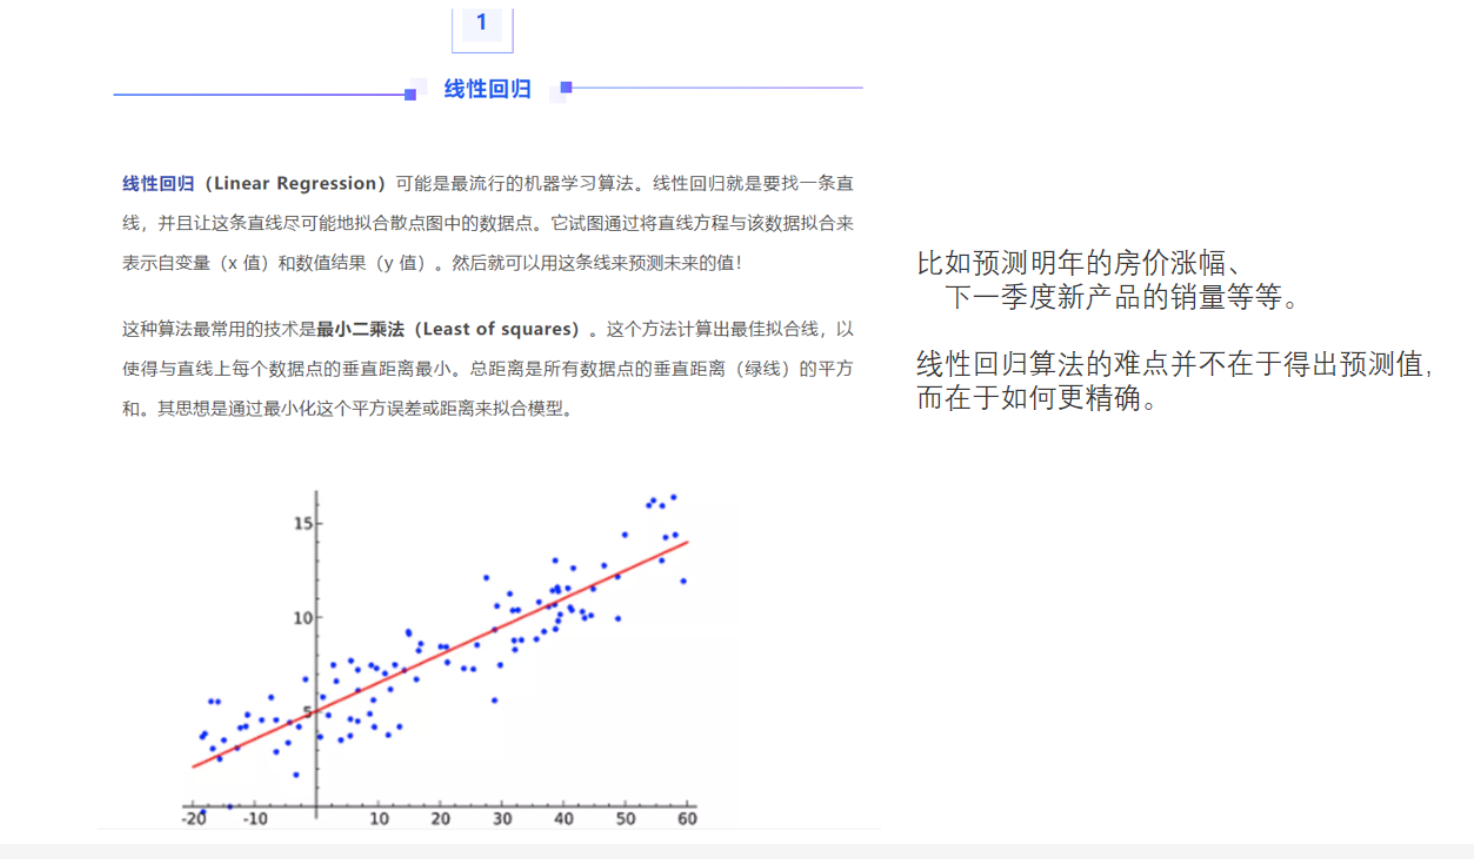 1
线性回归
线性回归（Linear Regression）可能是最流行的机器学习算法。线性回归就是要找一条直
线，并且让这条直线尽可能地拟合散点图中的数据点。它试图通过将直线方程与该数据拟合来
表示自变量（x 值）和数值结果（y 值）。然后就可以用这条线来预测未来的值！
这种算法最常用的技术是最小二乘法（Least of squares）。这个方法计算出最佳拟合线，以
使得与直线上每个数据点的垂直距离最小。总距离是所有数据点的垂直距离（绿线）的平方
和。其思想是通过最小化这个平方误差或距离来拟合模型。
比如预测明年的房价涨幅、
下一季度新产品的销量等等。
线性回归算法的难点并不在于得出预测值，
而在于如何更精确。
15
10
5
-20 -10 10 20 30 40 50 60